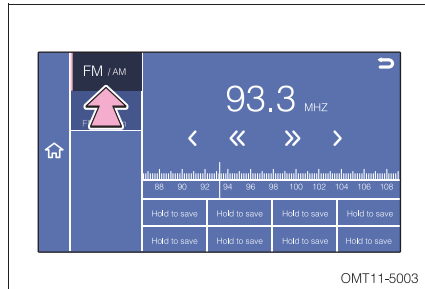 FM / AM
93.3 MHZ
88 90 92 94 96 98 100 102 104 106 108
Hold to save Hold to save Hold to save Hold to save
Hold to save Hold to save Hold to save Hold to save
OMT11-5003